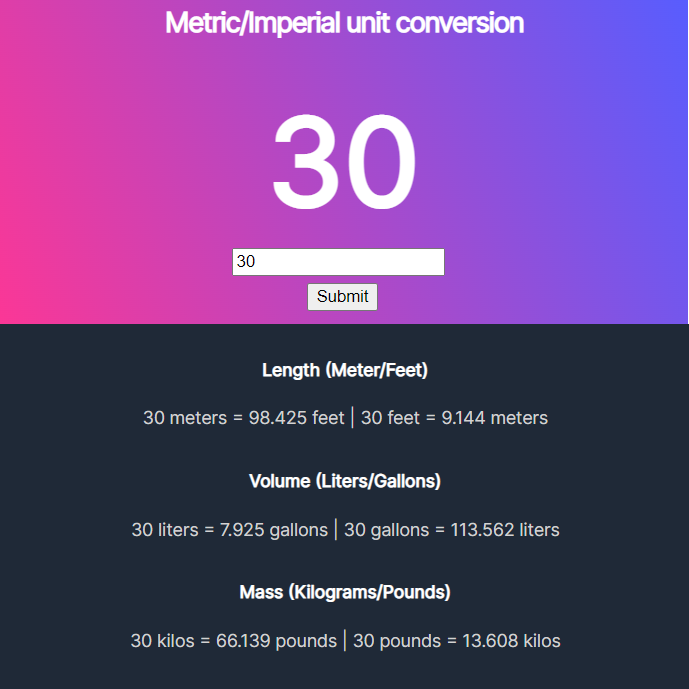 Metric/Imperial unit conversion
30
30
Submit
Length (Meter/Feet)
30 meters = 98.425 feet | 30 feet = 9.144 meters
Volume (Liters/Gallons)
30 liters = 7.925 gallons | 30 gallons = 113.562 liters
Mass (Kilograms/Pounds)
30 kilos = 66.139 pounds | 30 pounds = 13.608 kilos